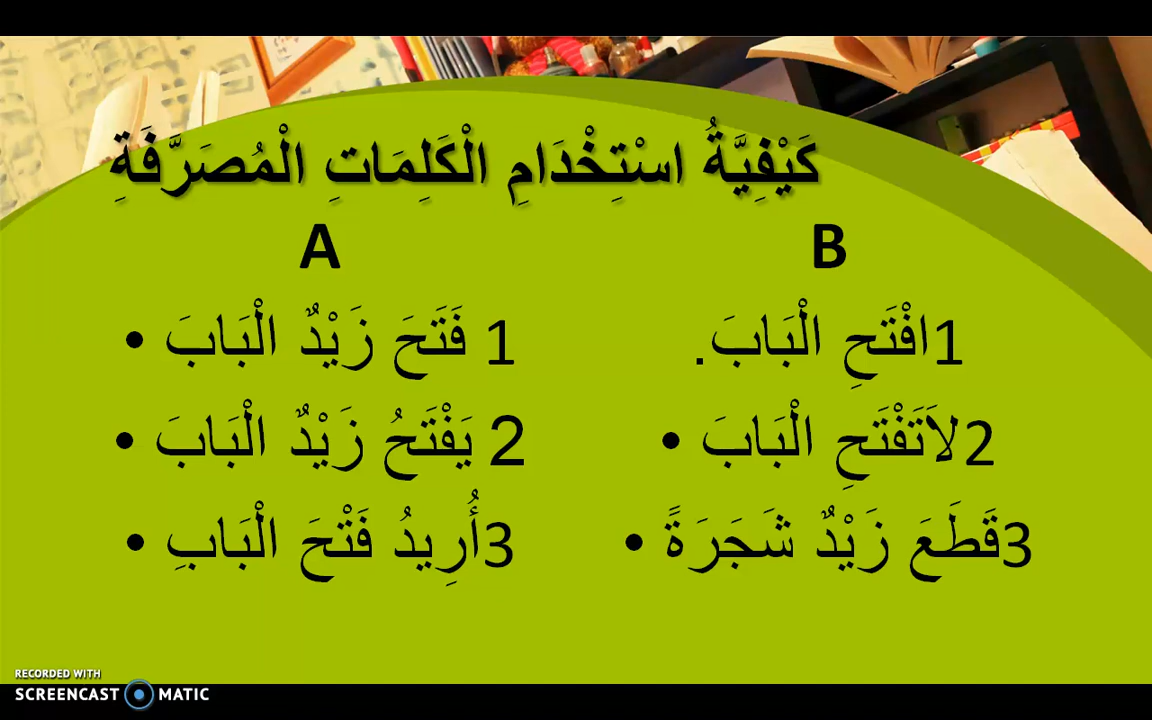 كَيْفِيَّةُ اسْتِخْدَامِ الْكَلِمَاتِ الْمُصَرَّفَةِ
A
1 فَتَحَ زَيْدٌ الْبَابَ •
2 يَفْتَحُ زَيْدٌ الْبَابَ •
3أُرِيدُ فَتْحَ الْبَابِ •
B
1افْتَحِ الْبَابَ.
2لاَتَفْتَحِ الْبَابَ •
3قَطَعَ زَيْدٌ شَجَرَةً •
RECORDED WITH
SCREENCAST MATIC